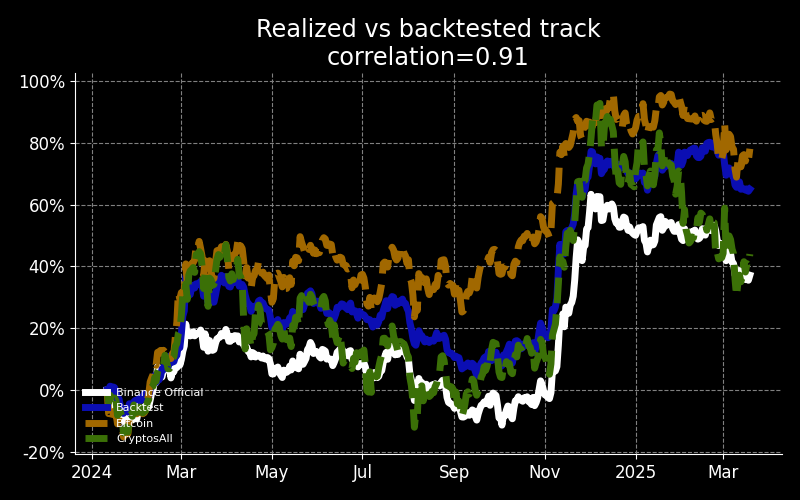 Realized vs backtested track
correlation=0.91
100%
80%
60%
40%
20%
0%
-20%
Binance Official
Backtest
Bitcoin
CryptosAll
2024 Mar May Jul Sep Nov 2025 Mar